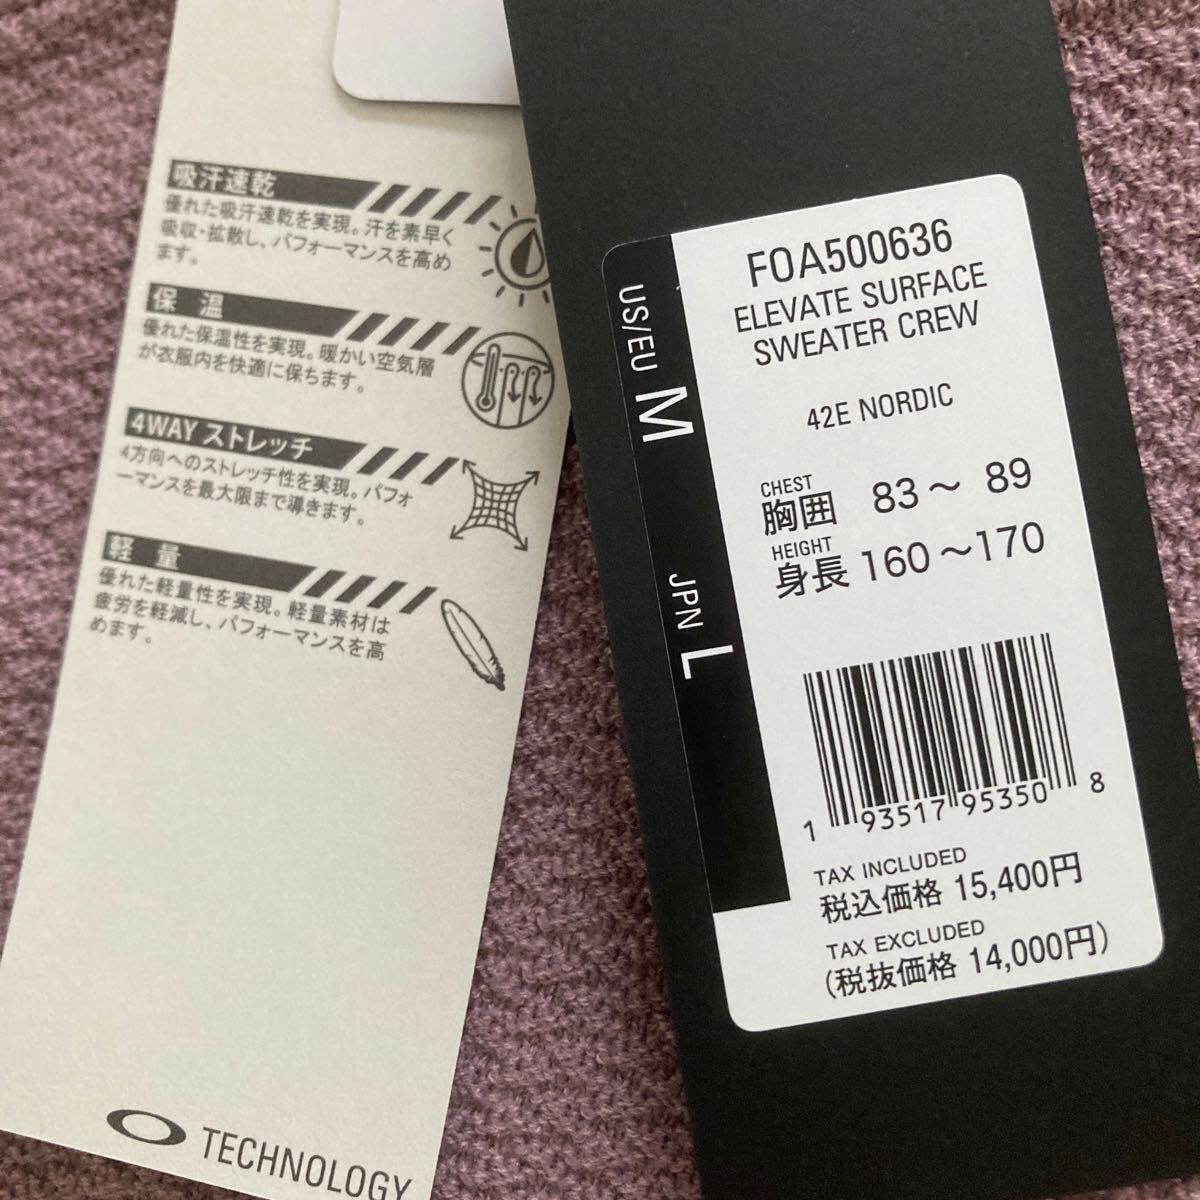 吸汗速乾
優れた吸汗速乾を実現。汗を素早く
吸収・拡散し、パフォーマンスを高め
ます。
保 温
優れた保温性を実現。暖かい空気層
が衣服内を快適に保ちます。
4WAY ストレッチ
4方向へのストレッチ性を実現。パフォ
ーマンスを最大限まで導きます。
軽 量
優れた軽量性を実現。軽量素材は
疲労を軽減し、パフォーマンスを高
めます。
TECHNOLOGY
US/EU M
JPN L
FOA500636
ELEVATE SURFACE
SWEATER CREW
42E NORDIC
CHEST
胸囲 83～ 89
HEIGHT
身長 160～170
1 93517 95350 8
TAX INCLUDED
税込価格 15,400円
TAX EXCLUDED
(税抜価格 14,000円)